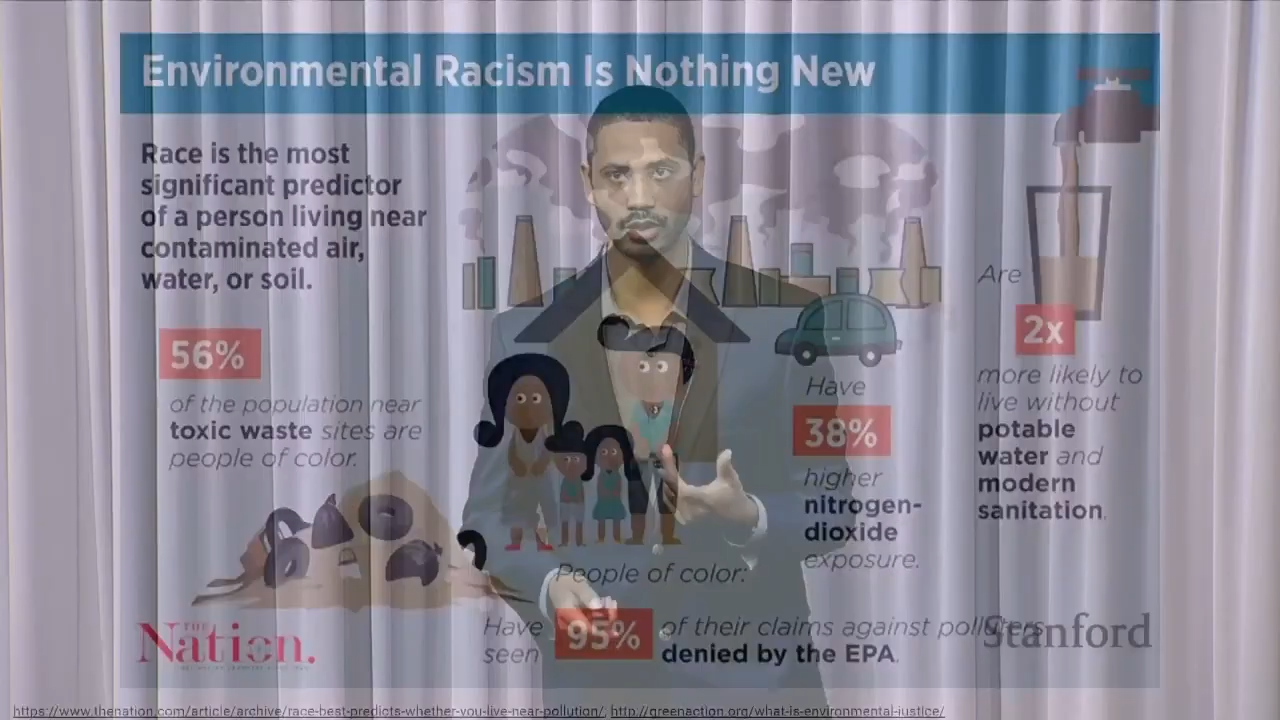 Environmental Racism Is Nothing New
Race is the most
significant predictor
of a person living near
contaminated air,
water, or soil.
56%
of the population near
toxic waste sites are
people of color.
People of color:
Have
seen
95%
of their claims against polluters
denied by the EPA.
Have
38%
higher
nitrogen-
dioxide
exposure.
Are
2x
more likely to
live without
potable
water and
modern
sanitation.
THE
Nation.
Stanford
https://www.thenation.com/article/archive/race-best-predicts-whether-you-live-near-pollution/, http://greenaction.org/what-is-environmental-justice/